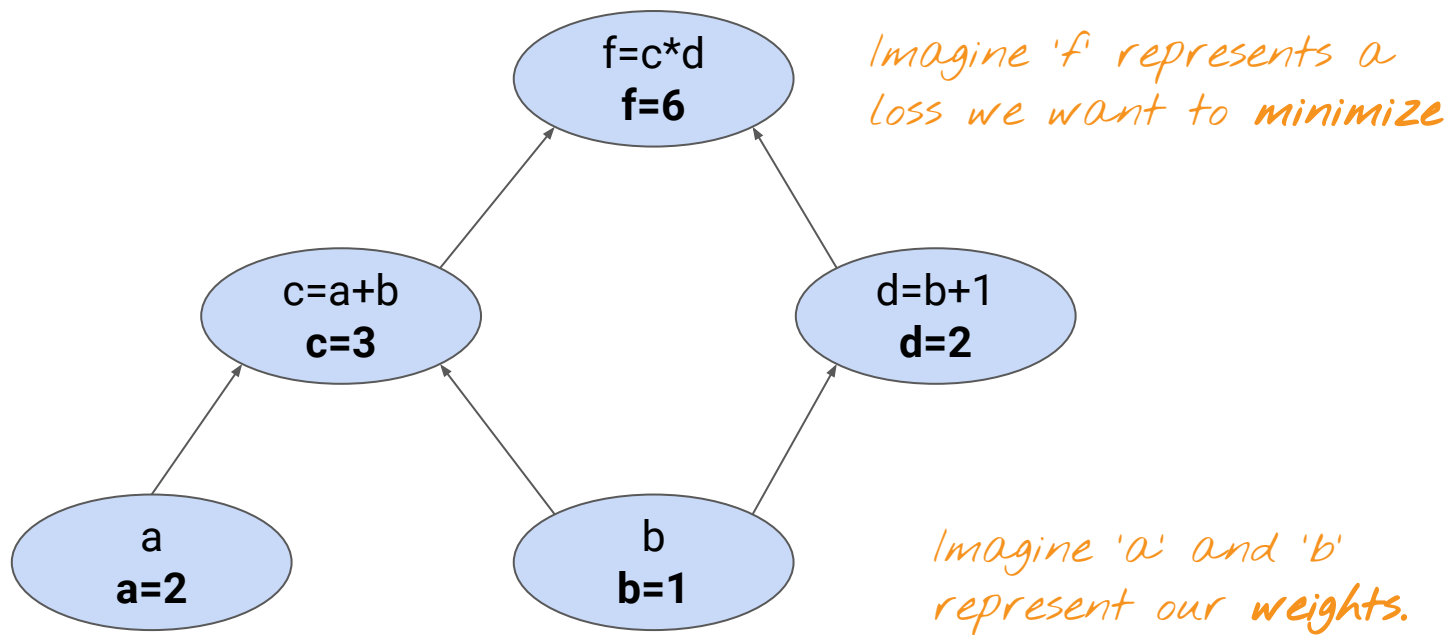 f=c*d
f=6
Imagine 'f' represents a
loss we want to minimize
c=a+b
c=3
d=b+1
d=2
a
a=2
b
b=1
Imagine 'a' and 'b'
represent our weights.